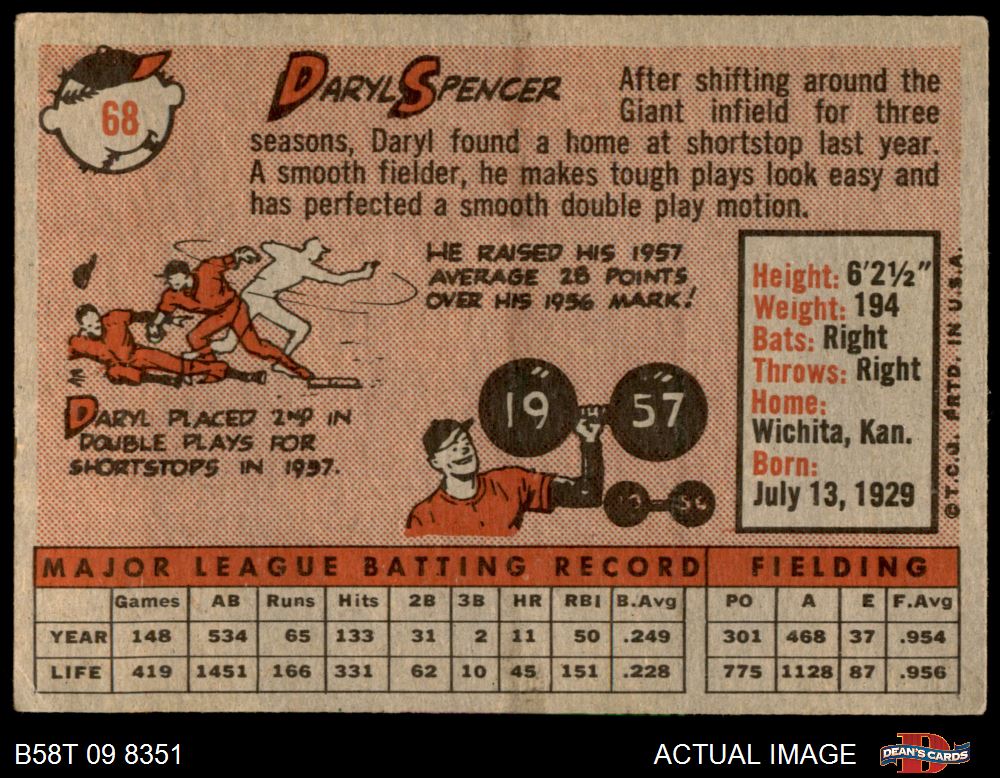 68
DARYL SPENCER
After shifting around the
Giant infield for three
seasons, Daryl found a home at shortstop last year.
A smooth fielder, he makes tough plays look easy and
has perfected a smooth double play motion.
HE RAISED HIS 1957
AVERAGE 28 POINTS
OVER HIS 1956 MARK!
DARYL PLACED 2ND IN
DOUBLE PLAYS FOR
SHORTSTOPS IN 1957.
19 57
56
Height: 6'2½"
Weight: 194
Bats: Right
Throws: Right
Home:
Wichita, Kan.
Born:
July 13, 1929
©T.C.G. PRTD. IN U.S.A.
MAJOR LEAGUE BATTING RECORD FIELDING
Games AB Runs Hits 2B 3B HR RBI B.Avg PO A E F.Avg
YEAR 148 534 65 133 31 2 11 50 .249 301 468 37 .954
LIFE 419 1451 166 331 62 10 45 151 .228 775 1128 87 .956
B58T 09 8351
ACTUAL IMAGE
DEAN'S CARDS